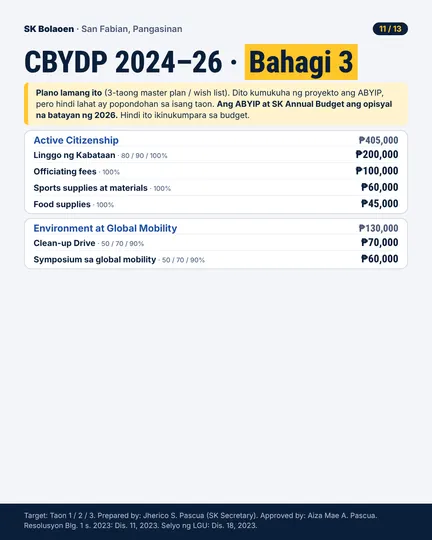 SK Bolaoen · San Fabian, Pangasinan
11 / 13
CBYDP 2024–26 · Bahagi 3
Plano lamang ito (3-taong master plan / wish list). Dito kumukuha ng proyekto ang ABYIP,
pero hindi lahat ay popondohan sa isang taon. Ang ABYIP at SK Annual Budget ang opisyal
na batayan ng 2026. Hindi ito ikinukumpara sa budget.
Active Citizenship ₱405,000
Linggo ng Kabataan · 80 / 90 / 100% ₱200,000
Officiating fees · 100% ₱100,000
Sports supplies at materials · 100% ₱60,000
Food supplies · 100% ₱45,000
Environment at Global Mobility ₱130,000
Clean-up Drive · 50 / 70 / 90% ₱70,000
Symposium sa global mobility · 50 / 70 / 90% ₱60,000
Target: Taon 1 / 2 / 3. Prepared by: Jherico S. Pascua (SK Secretary). Approved by: Aiza Mae A. Pascua.
Resolusyon Blg. 1 s. 2023: Dis. 11, 2023. Selyo ng LGU: Dis. 18, 2023.